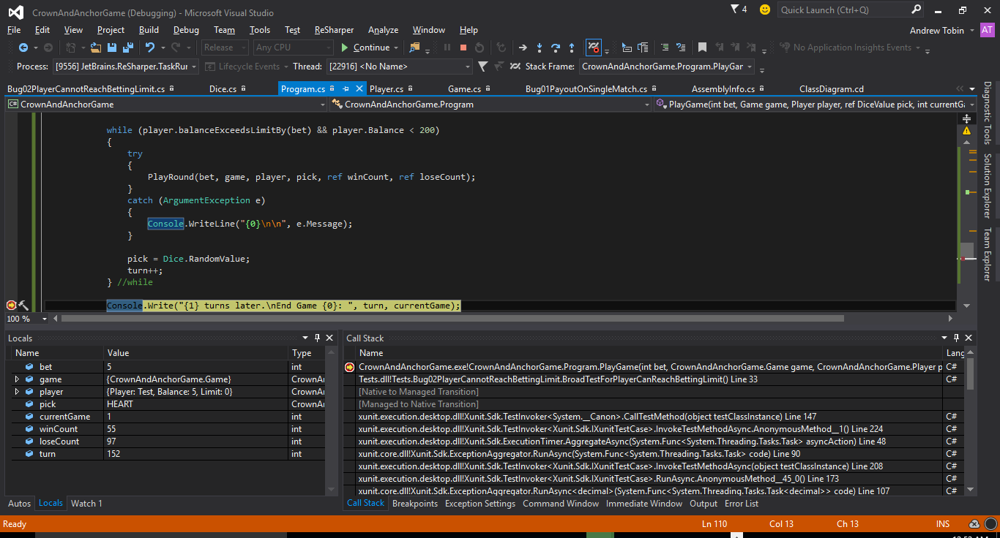 CrownAndAnchorGame (Debugging) - Microsoft Visual Studio
4
Quick Launch (Ctrl+Q)
File Edit View Project Build Debug Team Tools Test ReSharper Analyze Window Help
Andrew Tobin AT
Release Any CPU Continue No Application Insights Events
Process: [9556] JetBrains.ReSharper.TaskRur Lifecycle Events Thread: [22916] <No Name> Stack Frame: CrownAndAnchorGame.Program.PlayGar
Bug02PlayerCannotReachBettingLimit.cs Dice.cs Program.cs Player.cs Game.cs Bug01PayoutOnSingleMatch.cs AssemblyInfo.cs ClassDiagram.cd
C# CrownAndAnchorGame CrownAndAnchorGame.Program PlayGame(int bet, Game game, Player player, ref DiceValue pick, int currentGa
while (player.balanceExceedsLimitBy(bet) && player.Balance < 200)
{
try
{
PlayRound(bet, game, player, pick, ref winCount, ref loseCount);
}
catch (ArgumentException e)
{
Console.WriteLine("{0}\n\n", e.Message);
}
pick = Dice.RandomValue;
turn++;
} //while
Console.Write("{1} turns later.\nEnd Game {0}: ", turn, currentGame);
100 %
Diagnostic Tools
Solution Explorer
Team Explorer
Locals
Name Value Type
bet 5 int
game {CrownAndAnchorGame.Game} CrownAr
player {Player: Test, Balance: 5, Limit: 0} CrownAr
pick HEART CrownAr
currentGame 1 int
winCount 55 int
loseCount 97 int
turn 152 int
Autos Locals Watch 1
Call Stack
Name Lang
CrownAndAnchorGame.exe!CrownAndAnchorGame.Program.PlayGame(int bet, CrownAndAnchorGame.Game game, CrownAndAnchorGame.Player p C#
Tests.dll!Tests.Bug02PlayerCannotReachBettingLimit.BroadTestForPlayerCanReachBettingLimit() Line 33 C#
[Native to Managed Transition]
[Managed to Native Transition]
xunit.execution.desktop.dll!Xunit.Sdk.TestInvoker<System.__Canon>.CallTestMethod(object testClassInstance) Line 147 C#
xunit.execution.desktop.dll!Xunit.Sdk.TestInvoker<Xunit.Sdk.IXunitTestCase>.InvokeTestMethodAsync.AnonymousMethod__1() Line 224 C#
xunit.execution.desktop.dll!Xunit.Sdk.ExecutionTimer.AggregateAsync(System.Func<System.Threading.Tasks.Task> asyncAction) Line 48 C#
xunit.core.dll!Xunit.Sdk.ExceptionAggregator.RunAsync(System.Func<System.Threading.Tasks.Task> code) Line 90 C#
xunit.execution.desktop.dll!Xunit.Sdk.TestInvoker<Xunit.Sdk.IXunitTestCase>.InvokeTestMethodAsync(object testClassInstance) Line 208 C#
xunit.execution.desktop.dll!Xunit.Sdk.TestInvoker<Xunit.Sdk.IXunitTestCase>.RunAsync.AnonymousMethod__45_0() Line 173 C#
xunit.core.dll!Xunit.Sdk.ExceptionAggregator.RunAsync<decimal>(System.Func<System.Threading.Tasks.Task<decimal>> code) Line 107 C#
Call Stack Breakpoints Exception Settings Command Window Immediate Window Output Error List
Ready Ln 110 Col 13 Ch 13 INS